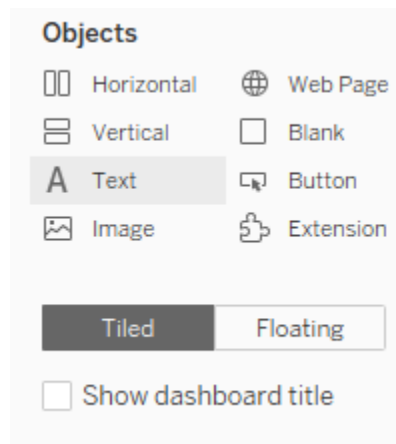 Objects
Horizontal Web Page
Vertical Blank
A Text Button
Image Extension
Tiled Floating
Show dashboard title